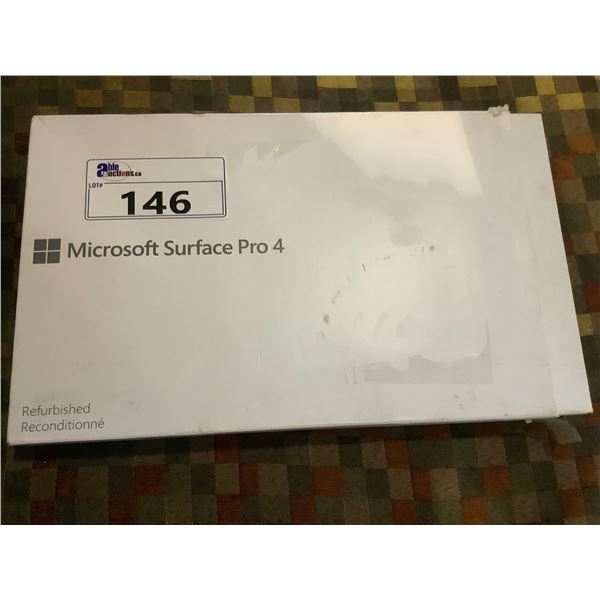 able
auctions.ca
LOT#
146
Microsoft Surface Pro 4
Refurbished
Reconditionné